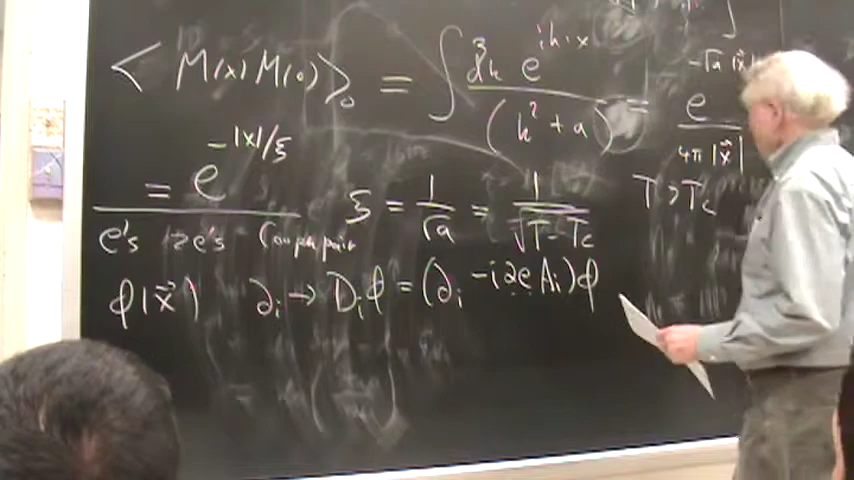 < M(x) M(0) >₀ = ∫ d³k e^{ik·x} / (k² + a) = e^{-√a |x⃗|} / 4π |x⃗|
= e^{-|x|/ξ} ξ = 1/√a = 1/√(T - Tc) T > Tc
e's 2e's Cooper pair
φ(x⃗) ∂i → Diφ = (∂i - i2e Ai)φ